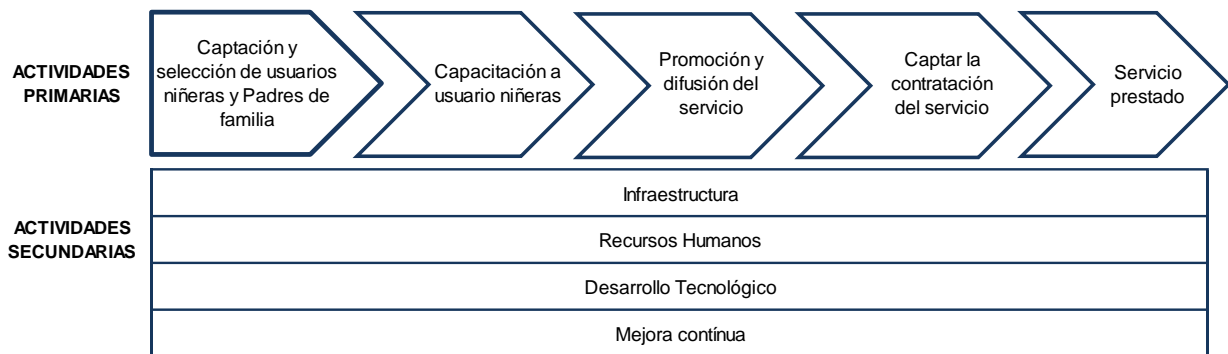 ACTIVIDADES
PRIMARIAS
Captación y
selección de usuarios
niñeras y Padres de
familia
Capacitación a
usuario niñeras
Promoción y
difusión del
servicio
Captar la
contratación
del servicio
Servicio
prestado
ACTIVIDADES
SECUNDARIAS
Infraestructura
Recursos Humanos
Desarrollo Tecnológico
Mejora contínua